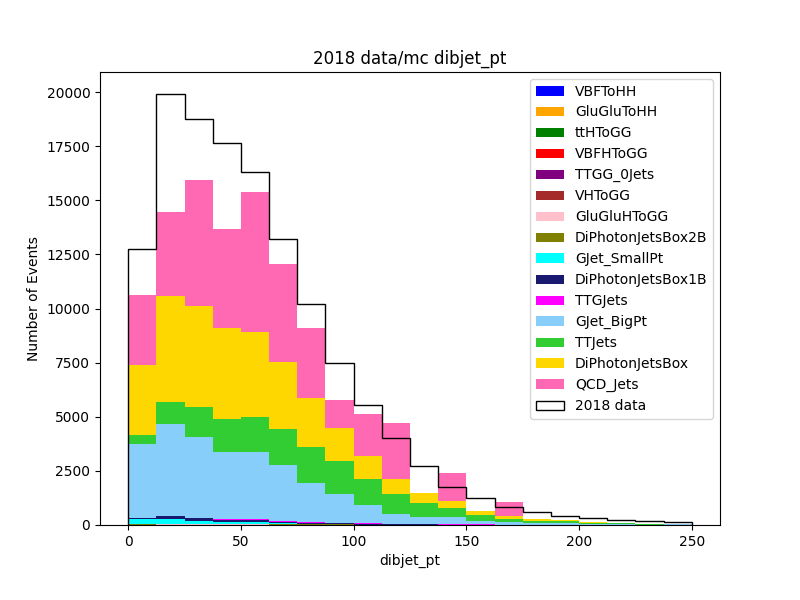 2018 data/mc dibjet_pt
Number of Events
20000
17500
15000
12500
10000
7500
5000
2500
0
VBFToHH
GluGluToHH
ttHToGG
VBFHToGG
TTGG_0Jets
VHToGG
GluGluHToGG
DiPhotonJetsBox2B
GJet_SmallPt
DiPhotonJetsBox1B
TTGJets
GJet_BigPt
TTJets
DiPhotonJetsBox
QCD_Jets
2018 data
0 50 100 150 200 250
dibjet_pt